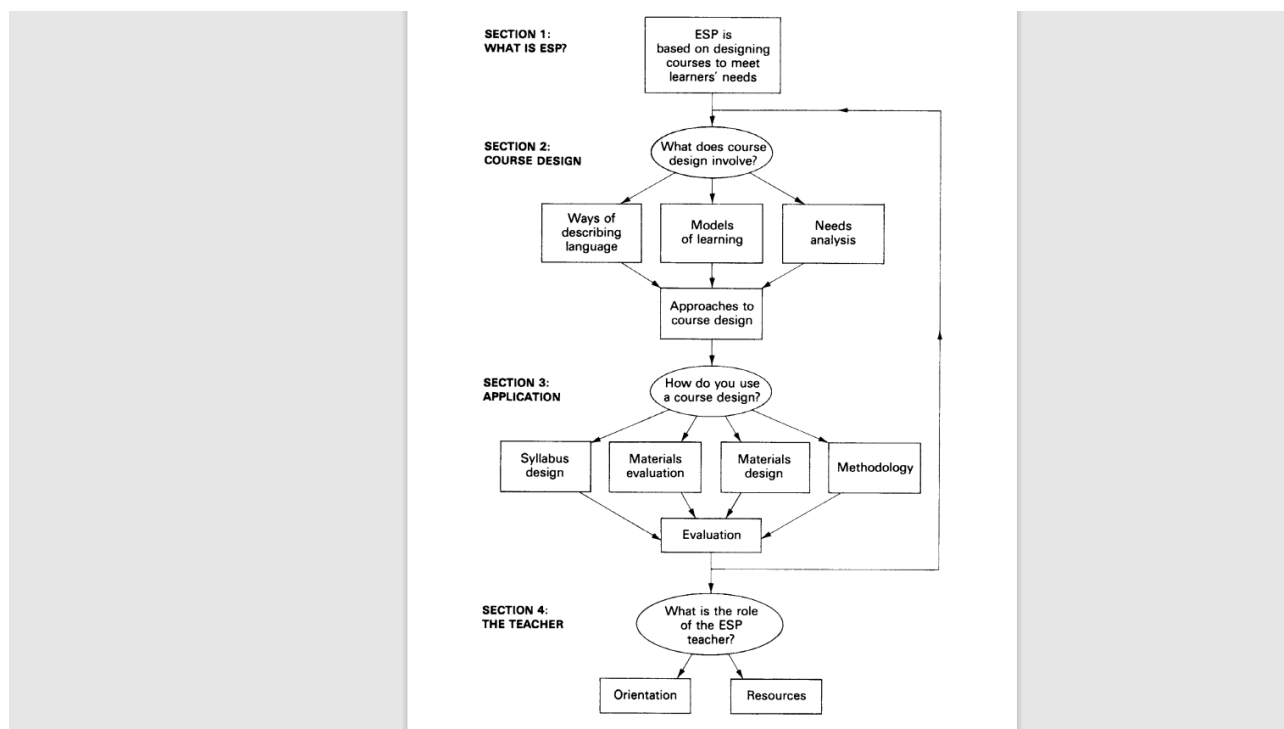 SECTION 1:
WHAT IS ESP?
ESP is
based on designing
courses to meet
learners' needs
SECTION 2:
COURSE DESIGN
What does course
design involve?
Ways of
describing
language
Models
of learning
Needs
analysis
Approaches to
course design
SECTION 3:
APPLICATION
How do you use
a course design?
Syllabus
design
Materials
evaluation
Materials
design
Methodology
Evaluation
SECTION 4:
THE TEACHER
What is the role
of the ESP
teacher?
Orientation
Resources